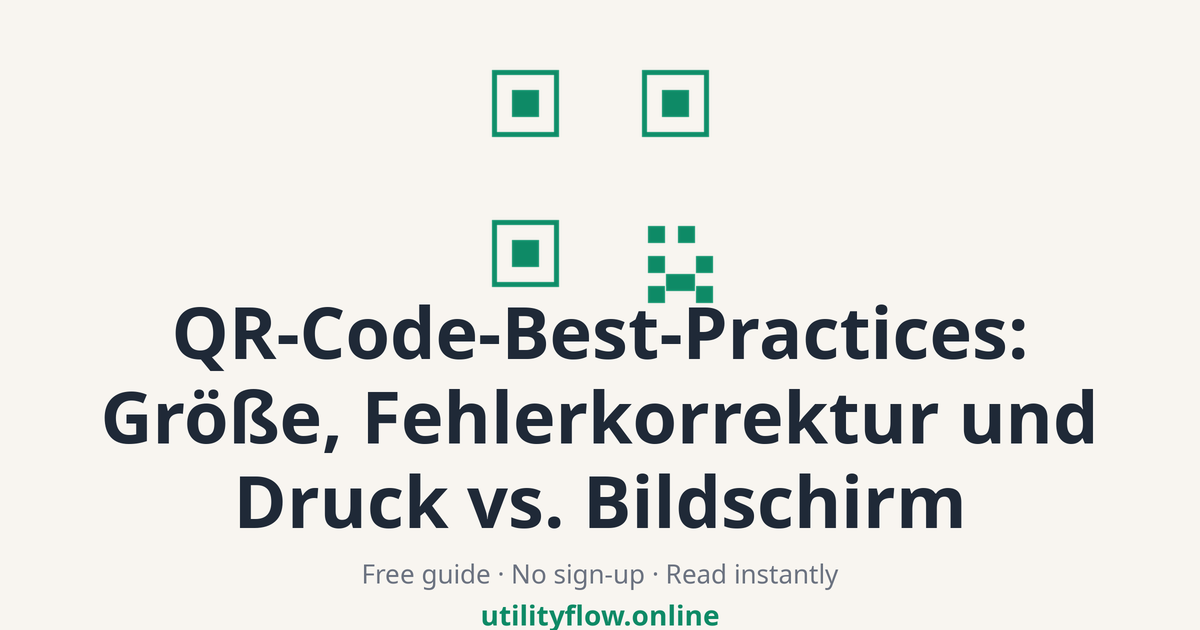 QR-Code-Best-Practices:
Größe, Fehlerkorrektur und
Druck vs. Bildschirm
Free guide · No sign-up · Read instantly
utilityflow.online